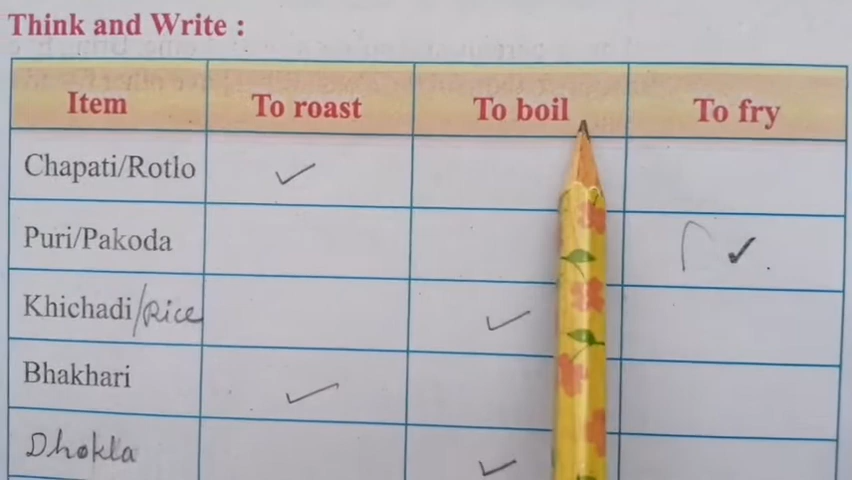 Think and Write :
Item To roast To boil To fry
Chapati/Rotlo ✓
Puri/Pakoda ✓
Khichadi/Rice ✓
Bhakhari ✓
Dhokla ✓